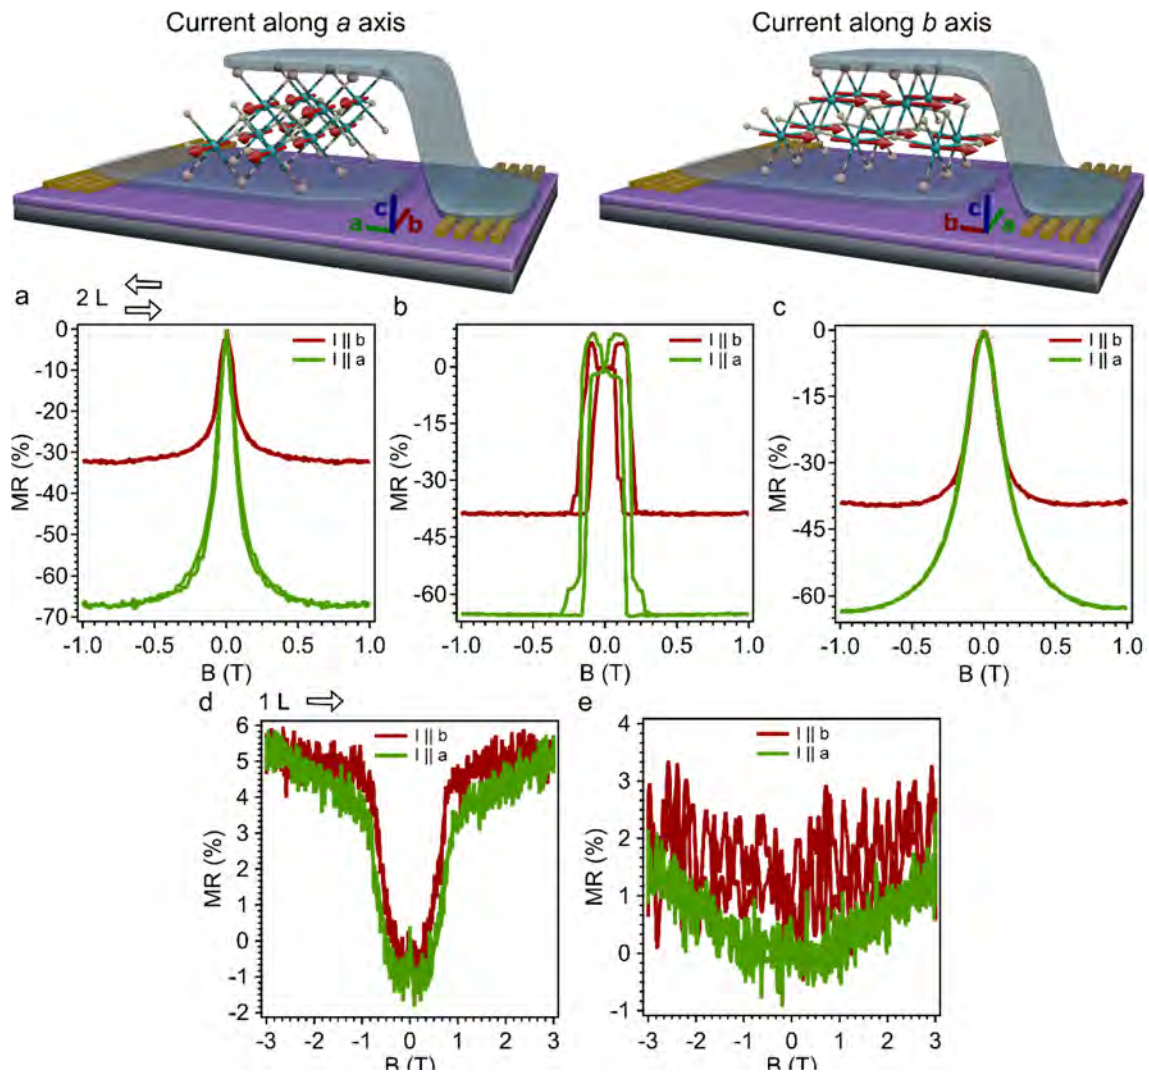 Current along a axis
Current along b axis
c
a
b
c
b
a
a
2 L
b
c
0
-10
-20
-30
-40
-50
-60
-70
MR (%)
I || b
I || a
-1.0 -0.5 0.0 0.5 1.0
B (T)
0
-15
-30
-45
-60
MR (%)
I || b
I || a
-1.0 -0.5 0.0 0.5 1.0
B (T)
0
-15
-30
-45
-60
MR (%)
I || b
I || a
-1.0 -0.5 0.0 0.5 1.0
B (T)
d
1 L
e
6
5
4
3
2
1
0
-1
-2
MR (%)
I || b
I || a
-3 -2 -1 0 1 2 3
B (T)
4
3
2
1
0
-1
MR (%)
I || b
I || a
-3 -2 -1 0 1 2 3
B (T)